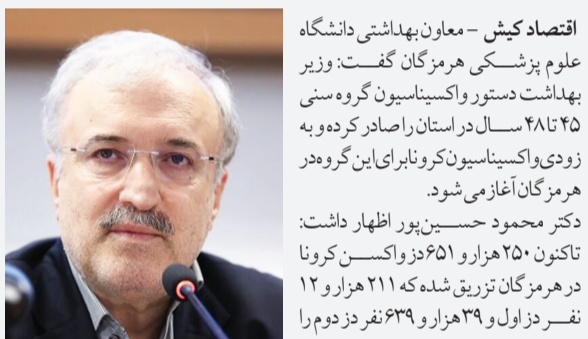 اقتصاد کیش – معاون بهداشتی دانشگاه
علوم پزشکی هرمزگان گفت: وزیر
بهداشت دستور واکسیناسیون گروه سنی
۴۵ تا ۴۸ سال در استان را صادر کرده و به
زودی واکسیناسیون کرونا برای این گروه در
هرمزگان آغاز می شود.
دکتر محمود حسین‌پور اظهار داشت:
تاکنون ۲۵۰ هزار و ۶۵۱ دز واکسن کرونا
در هرمزگان تزریق شده که ۲۱۱ هزار و ۱۲
نفر دز اول و ۳۹ هزار و ۶۳۹ نفر دز دوم را